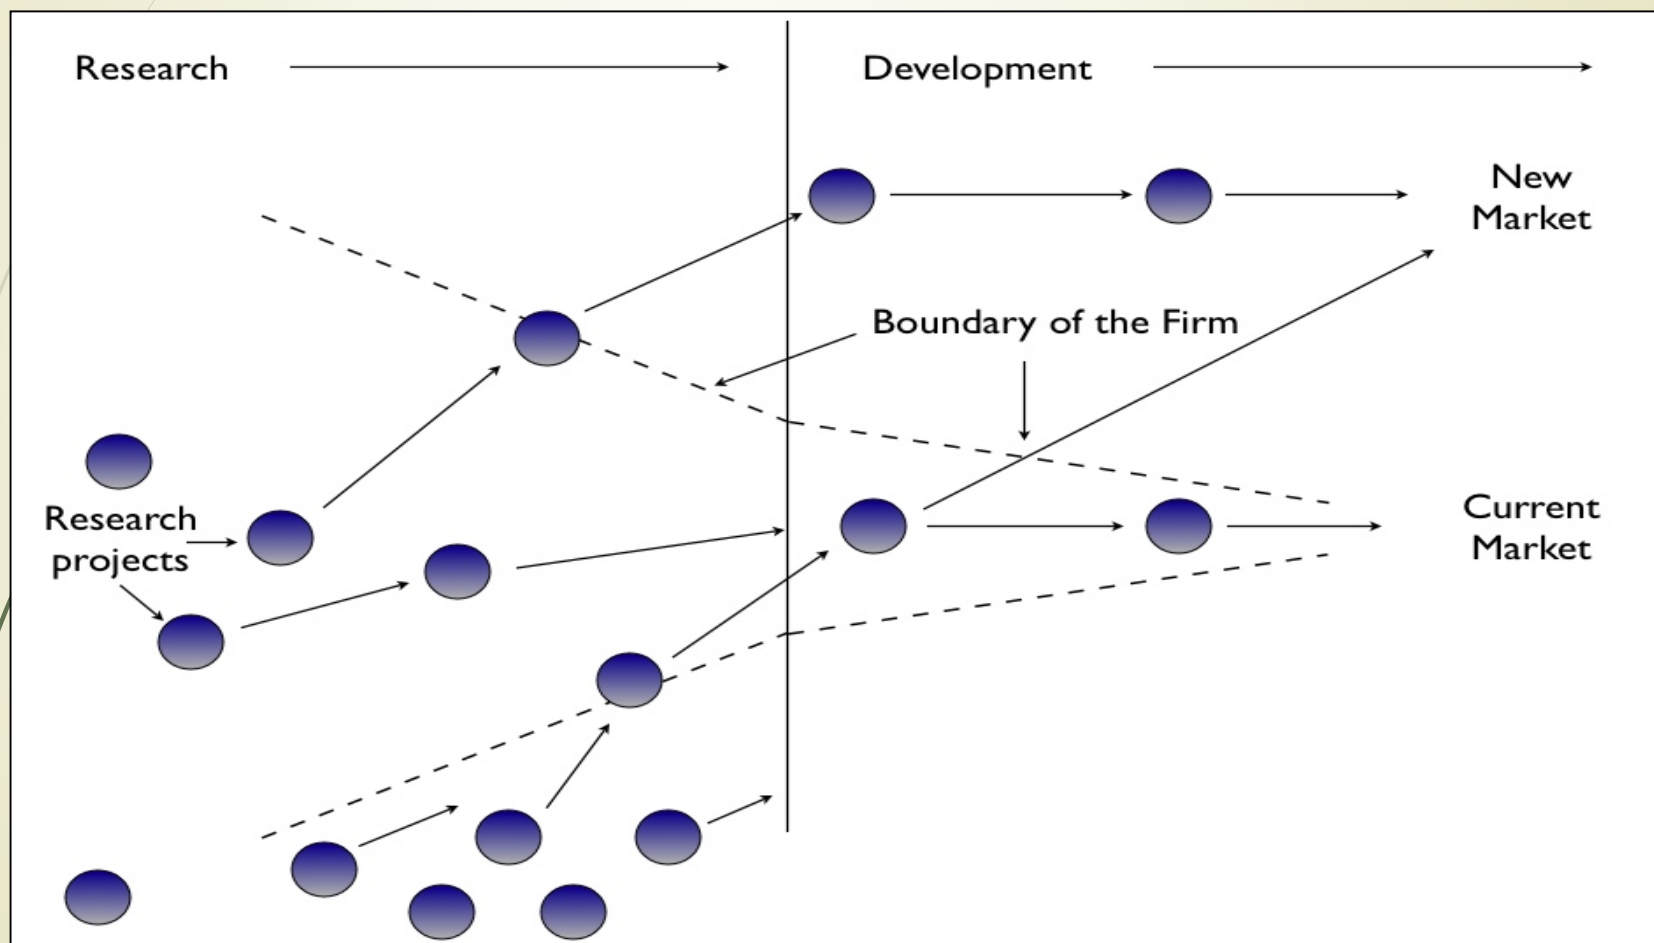 Research
Development
New
Market
Boundary of the Firm
Research
projects
Current
Market